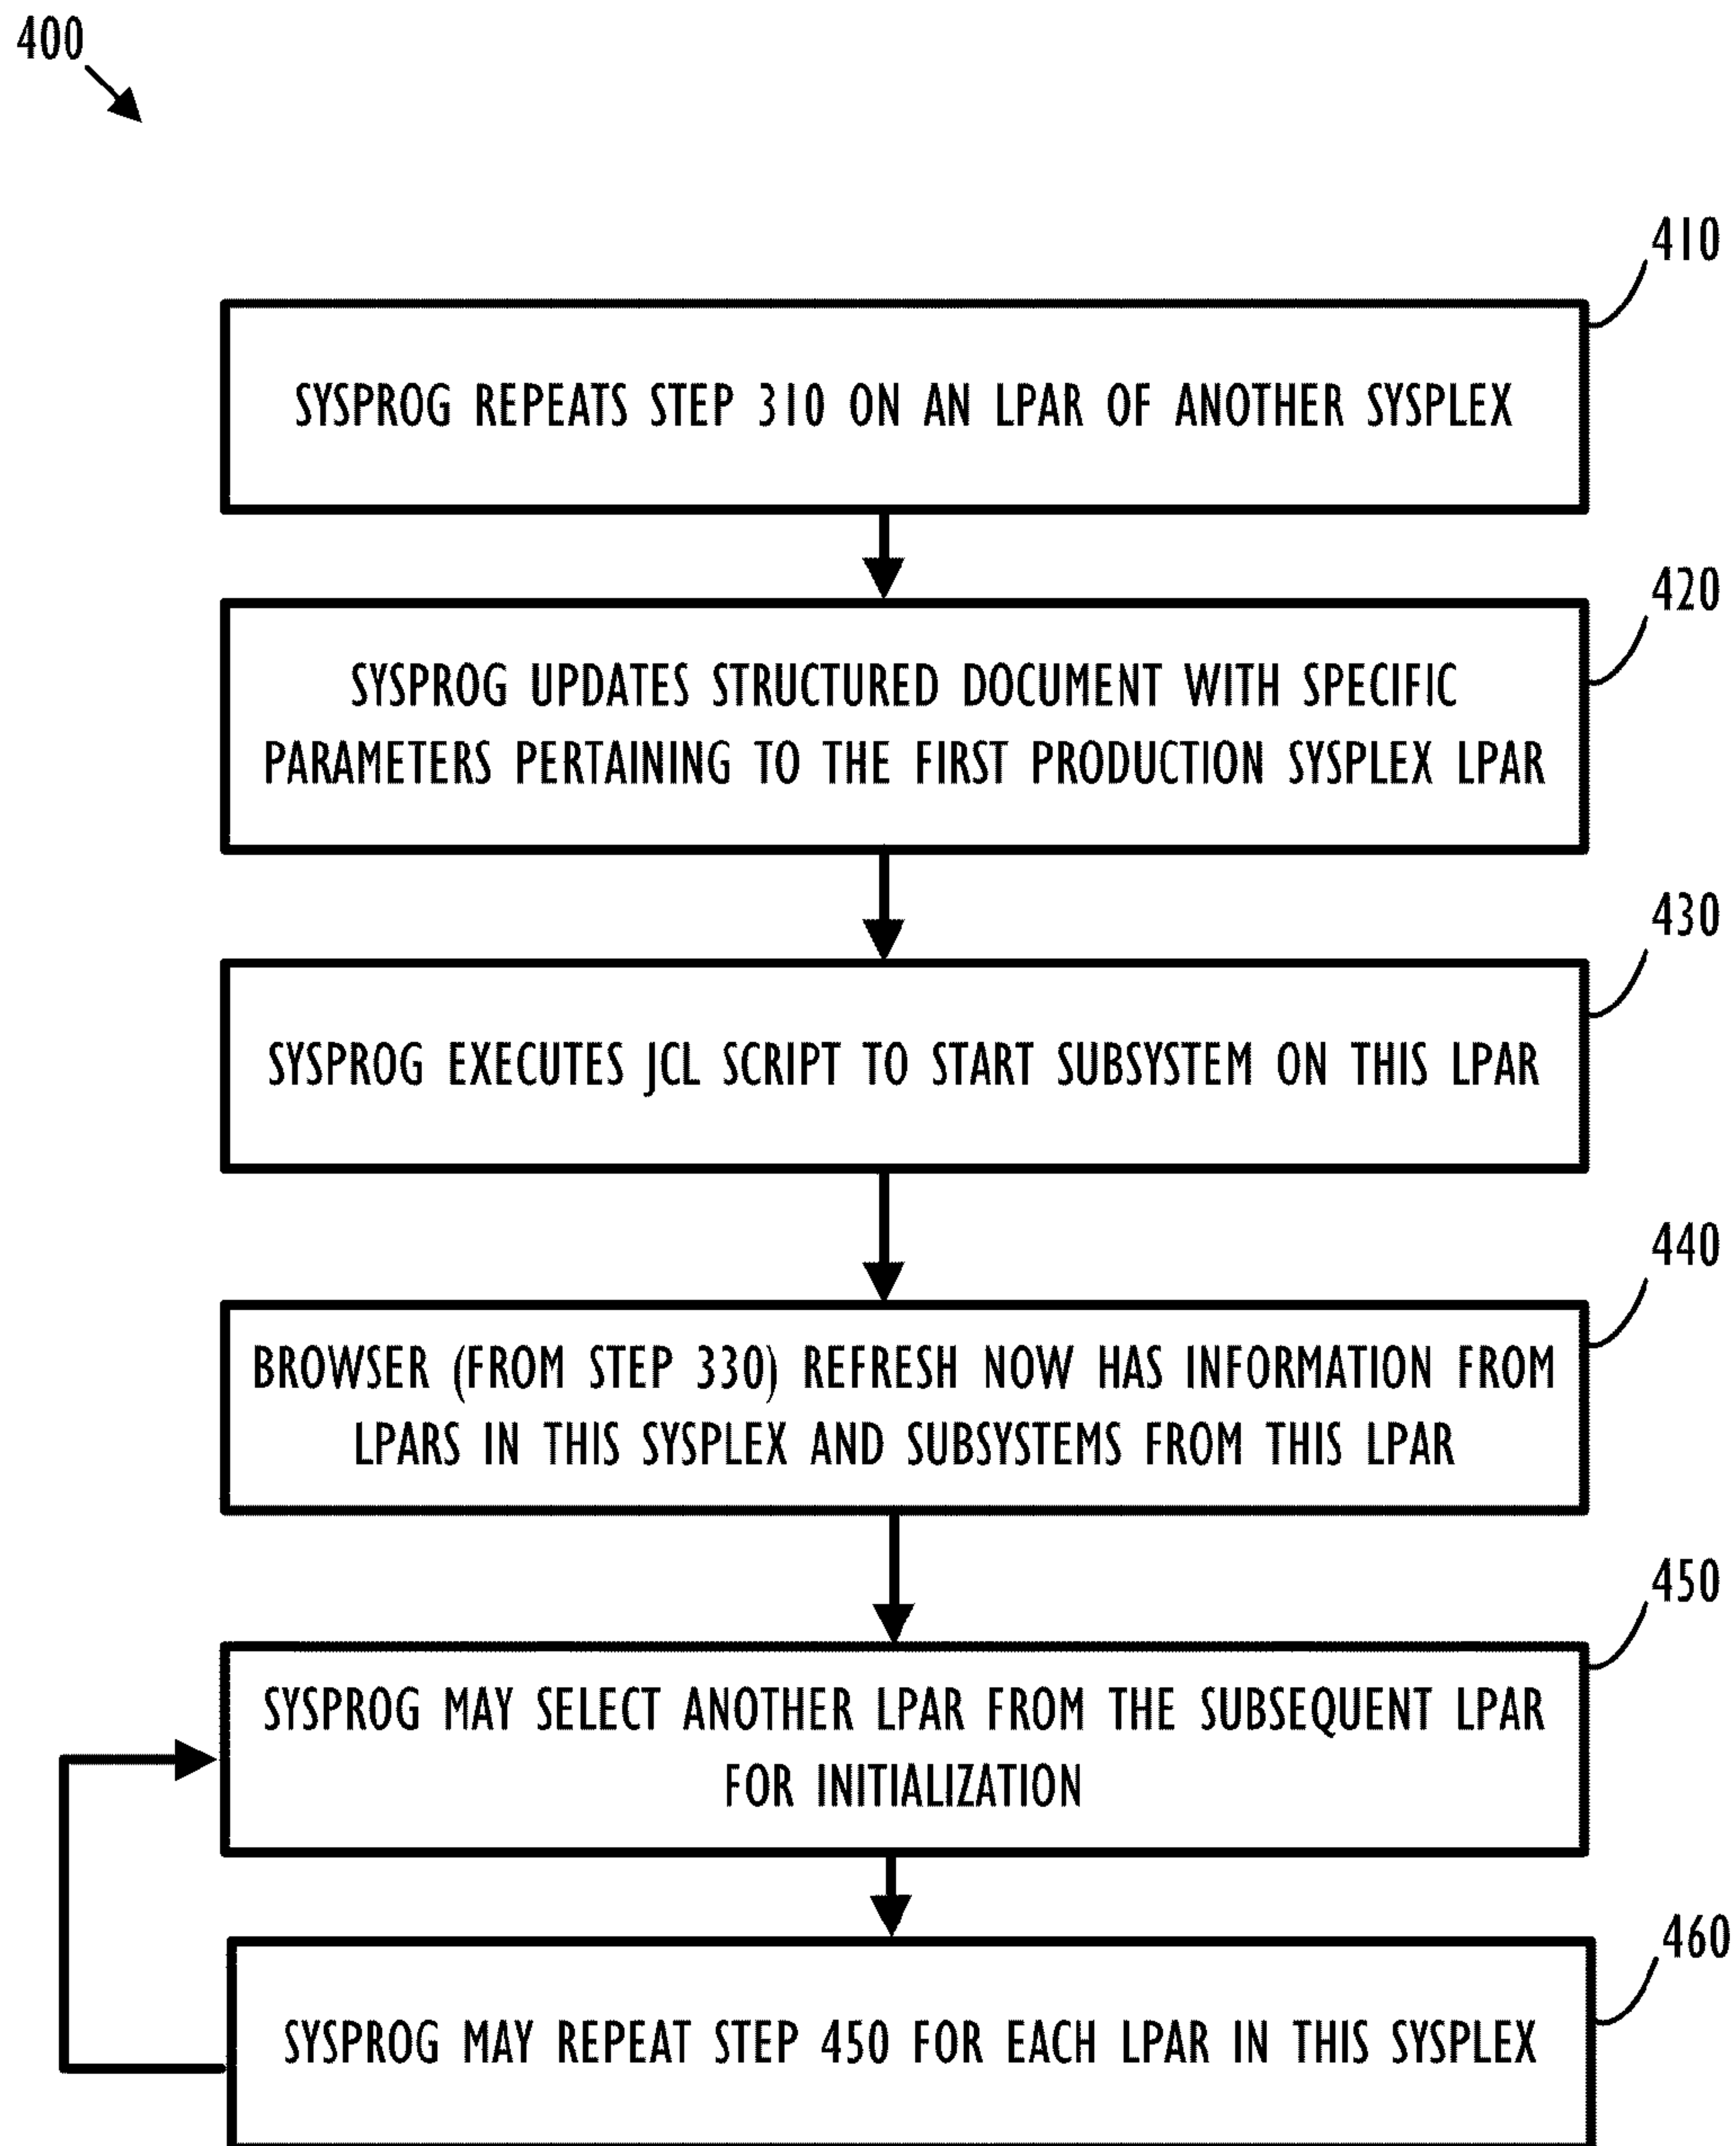 400
410
SYSPROG REPEATS STEP 310 ON AN LPAR OF ANOTHER SYSPLEX
420
SYSPROG UPDATES STRUCTURED DOCUMENT WITH SPECIFIC
PARAMETERS PERTAINING TO THE FIRST PRODUCTION SYSPLEX LPAR
430
SYSPROG EXECUTES JCL SCRIPT TO START SUBSYSTEM ON THIS LPAR
440
BROWSER (FROM STEP 330) REFRESH NOW HAS INFORMATION FROM
LPARS IN THIS SYSPLEX AND SUBSYSTEMS FROM THIS LPAR
450
SYSPROG MAY SELECT ANOTHER LPAR FROM THE SUBSEQUENT LPAR
FOR INITIALIZATION
460
SYSPROG MAY REPEAT STEP 450 FOR EACH LPAR IN THIS SYSPLEX